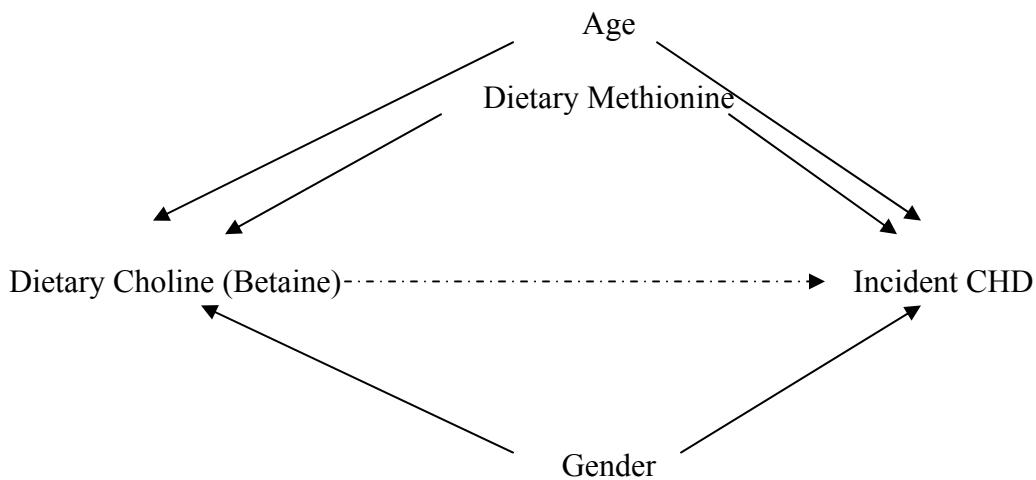 Age
Dietary Methionine
Dietary Choline (Betaine)
Incident CHD
Gender